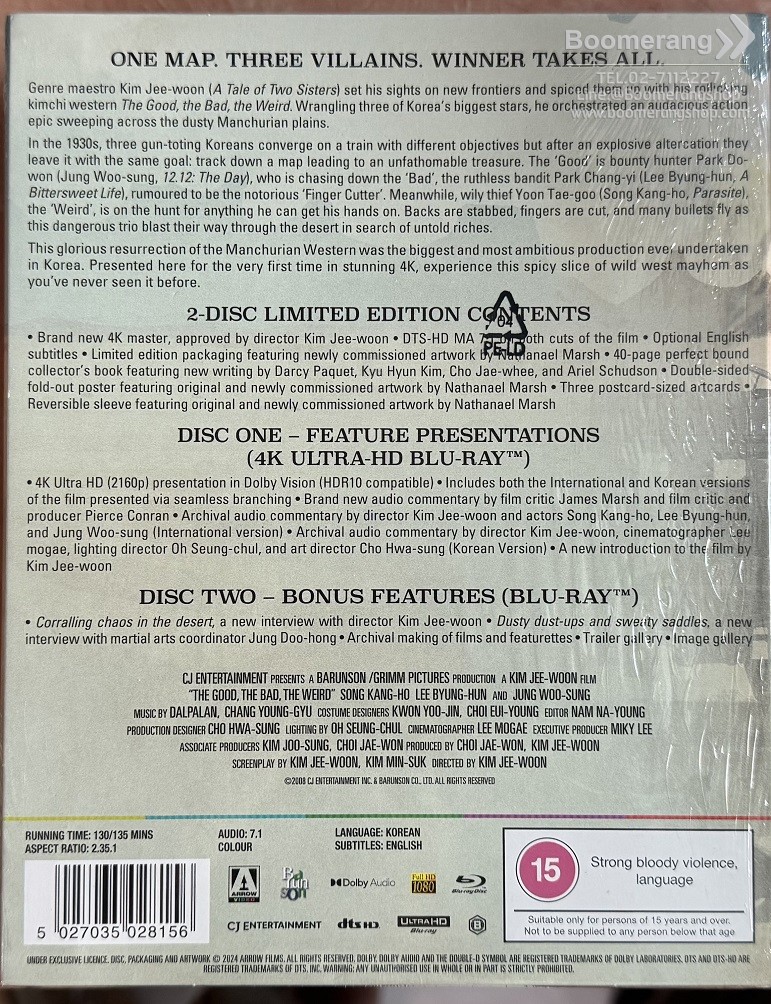 Boomerang
TEL.02-7112227
Line:@Boomerangshop
www.boomerangshop.com
ONE MAP. THREE VILLAINS. WINNER TAKES ALL.
Genre maestro Kim Jee-woon (A Tale of Two Sisters) set his sights on new frontiers and spiced them up with his rollicking
kimchi western The Good, the Bad, the Weird. Wrangling three of Korea's biggest stars, he orchestrated an audacious action
epic sweeping across the dusty Manchurian plains.
In the 1930s, three gun-toting Koreans converge on a train with different objectives but after an explosive altercation they
leave it with the same goal: track down a map leading to an unfathomable treasure. The 'Good' is bounty hunter Park Do-
won (Jung Woo-sung, 12.12: The Day), who is chasing down the 'Bad', the ruthless bandit Park Chang-yi (Lee Byung-hun, A
Bittersweet Life), rumoured to be the notorious 'Finger Cutter'. Meanwhile, wily thief Yoon Tae-goo (Song Kang-ho, Parasite),
the 'Weird', is on the hunt for anything he can get his hands on. Backs are stabbed, fingers are cut, and many bullets fly as
this dangerous trio blast their way through the desert in search of untold riches.
This glorious resurrection of the Manchurian Western was the biggest and most ambitious production ever undertaken
in Korea. Presented here for the very first time in stunning 4K, experience this spicy slice of wild west mayhem as
you've never seen it before.
2-DISC LIMITED EDITION CONTENTS
04
PE-LD
• Brand new 4K master, approved by director Kim Jee-woon • DTS-HD MA both cuts of the film • Optional English
subtitles • Limited edition packaging featuring newly commissioned artwork by Nathanael Marsh • 40-page perfect bound
collector's book featuring new writing by Darcy Paquet, Kyu Hyun Kim, Cho Jae-whee, and Ariel Schudson • Double-sided
fold-out poster featuring original and newly commissioned artwork by Nathanael Marsh • Three postcard-sized artcards •
Reversible sleeve featuring original and newly commissioned artwork by Nathanael Marsh
DISC ONE – FEATURE PRESENTATIONS
(4K ULTRA-HD BLU-RAY™)
• 4K Ultra HD (2160p) presentation in Dolby Vision (HDR10 compatible) • Includes both the International and Korean versions
of the film presented via seamless branching • Brand new audio commentary by film critic James Marsh and film critic and
producer Pierce Conran • Archival audio commentary by director Kim Jee-woon and actors Song Kang-ho, Lee Byung-hun,
and Jung Woo-sung (International version) • Archival audio commentary by director Kim Jee-woon, cinematographer Lee
mogae, lighting director Oh Seung-chul, and art director Cho Hwa-sung (Korean Version) • A new introduction to the film by
Kim Jee-woon
DISC TWO – BONUS FEATURES (BLU-RAY™)
• Corralling chaos in the desert, a new interview with director Kim Jee-woon • Dusty dust-ups and sweaty saddles, a new
interview with martial arts coordinator Jung Doo-hong • Archival making of films and featurettes • Trailer gallery • Image gallery
CJ ENTERTAINMENT PRESENTS A BARUNSON /GRIMM PICTURES PRODUCTION A KIM JEE-WOON FILM
"THE GOOD, THE BAD, THE WEIRD" SONG KANG-HO LEE BYUNG-HUN AND JUNG WOO-SUNG
MUSIC BY DALPALAN, CHANG YOUNG-GYU COSTUME DESIGNERS KWON YOO-JIN, CHOI EUI-YOUNG EDITOR NAM NA-YOUNG
PRODUCTION DESIGNER CHO HWA-SUNG LIGHTING BY OH SEUNG-CHUL CINEMATOGRAPHER LEE MOGAE EXECUTIVE PRODUCER MIKY LEE
ASSOCIATE PRODUCERS KIM JOO-SUNG, CHOI JAE-WON PRODUCED BY CHOI JAE-WON, KIM JEE-WOON
SCREENPLAY BY KIM JEE-WOON, KIM MIN-SUK DIRECTED BY KIM JEE-WOON
©2008 CJ ENTERTAINMENT INC. & BARUNSON CO., LTD. ALL RIGHTS RESERVED
RUNNING TIME: 130/135 MINS
ASPECT RATIO: 2.35.1
AUDIO: 7.1
COLOUR
LANGUAGE: KOREAN
SUBTITLES: ENGLISH
15
Strong bloody violence,
language
Suitable only for persons of 15 years and over.
Not to be supplied to any person below that age
ARROW
VIDEO
Barunson
Dolby Audio
Full HD
1080
Blu-ray Disc
CJ ENTERTAINMENT
dts HD
ULTRA HD
Blu-ray
B
5 027035 028156
UNDER EXCLUSIVE LICENCE. DISC, PACKAGING AND ARTWORK © 2024 ARROW FILMS. ALL RIGHTS RESERVED. DOLBY, DOLBY AUDIO AND THE DOUBLE-D SYMBOL ARE REGISTERED TRADEMARKS OF DOLBY LABORATORIES. DTS AND DTS-HD ARE
REGISTERED TRADEMARKS OF DTS, INC. WARNING: ANY UNAUTHORISED USE IN WHOLE OR IN PART IS STRICTLY PROHIBITED.